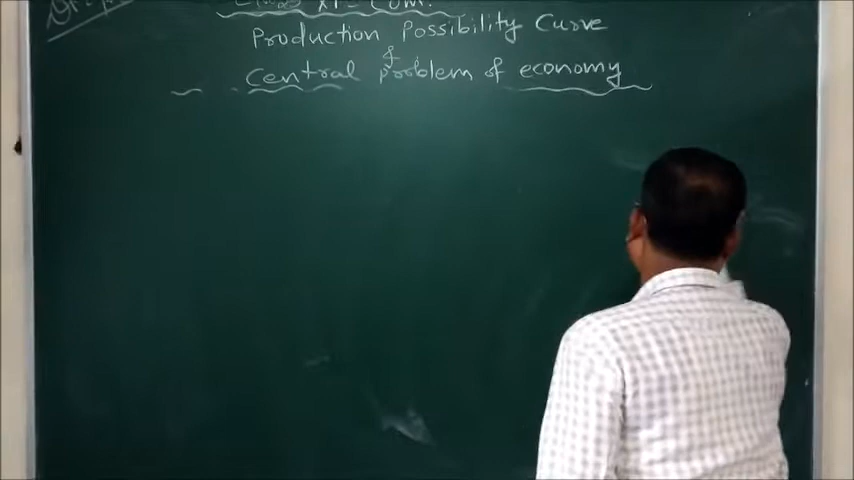 Class XI - Com.
Production Possibility Curve
&
Central problem of economy